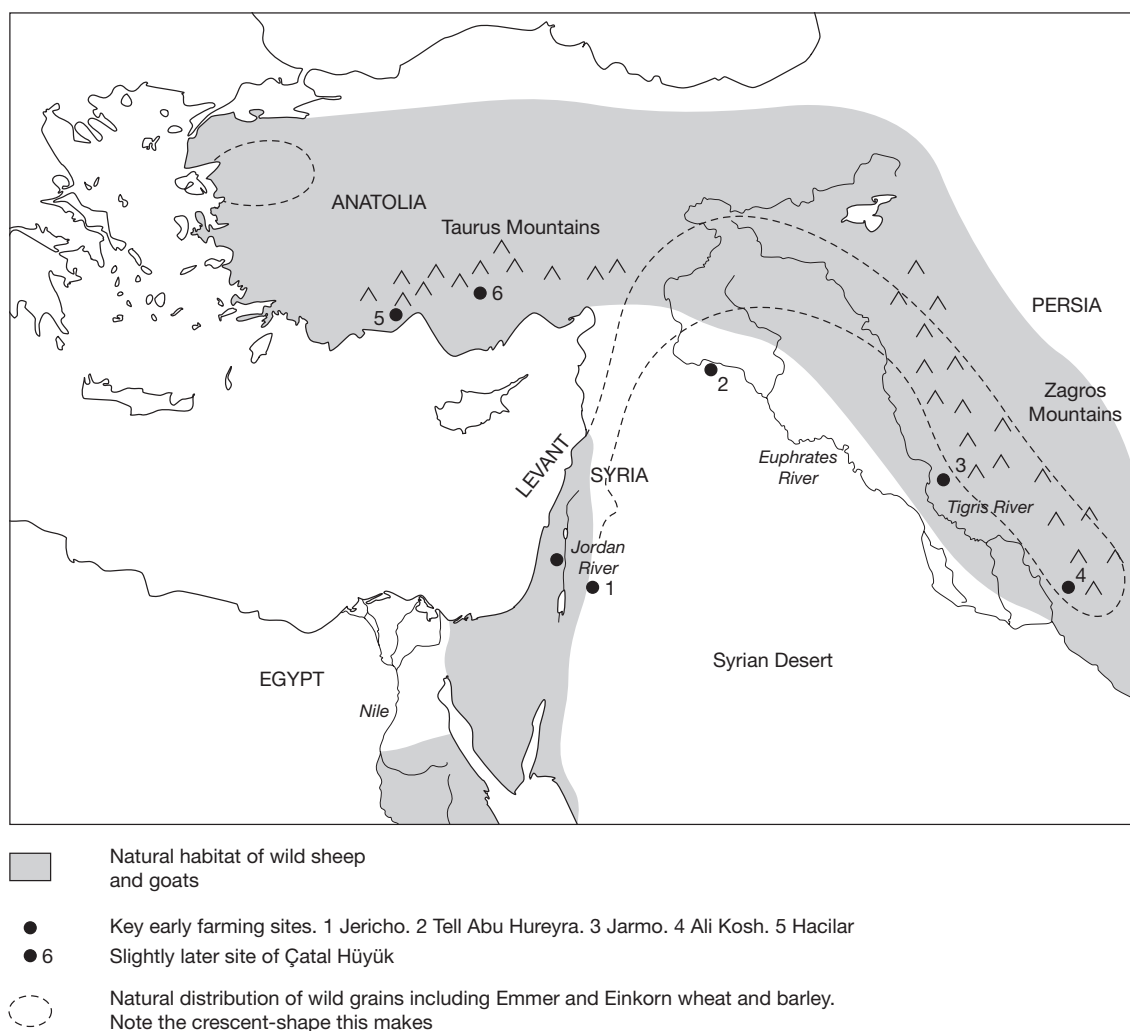 ANATOLIA
Taurus Mountains
6
5
PERSIA
Zagros
Mountains
2
LEVANT
SYRIA
Euphrates
River
3
Tigris River
Jordan
River
1
4
Syrian Desert
EGYPT
Nile
Natural habitat of wild sheep
and goats
Key early farming sites. 1 Jericho. 2 Tell Abu Hureyra. 3 Jarmo. 4 Ali Kosh. 5 Hacilar
6 Slightly later site of Çatal Hüyük
Natural distribution of wild grains including Emmer and Einkorn wheat and barley.
Note the crescent-shape this makes